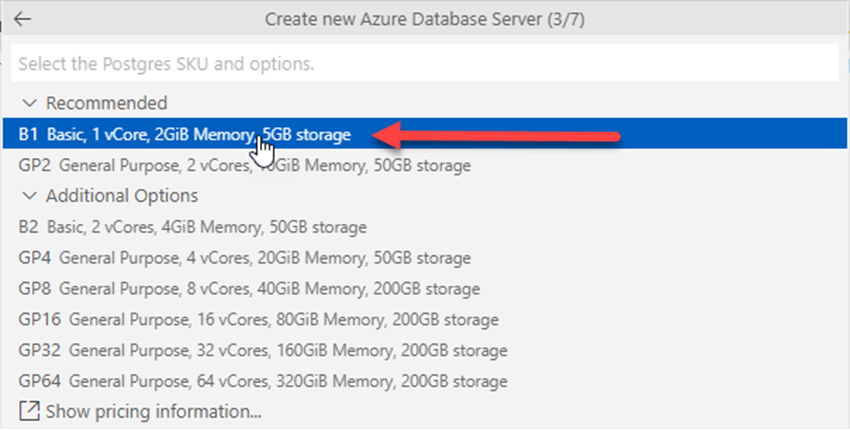 Create new Azure Database Server (3/7)
Select the Postgres SKU and options.
Recommended
B1 Basic, 1 vCore, 2GiB Memory, 5GB storage
GP2 General Purpose, 2 vCores, 10GiB Memory, 50GB storage
Additional Options
B2 Basic, 2 vCores, 4GiB Memory, 50GB storage
GP4 General Purpose, 4 vCores, 20GiB Memory, 50GB storage
GP8 General Purpose, 8 vCores, 40GiB Memory, 200GB storage
GP16 General Purpose, 16 vCores, 80GiB Memory, 200GB storage
GP32 General Purpose, 32 vCores, 160GiB Memory, 200GB storage
GP64 General Purpose, 64 vCores, 320GiB Memory, 200GB storage
Show pricing information...